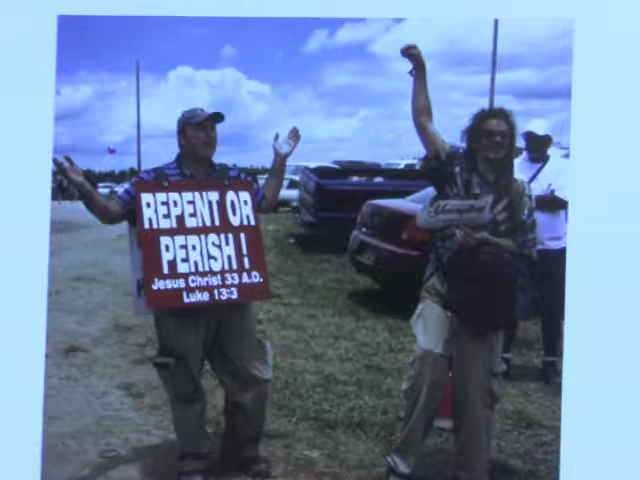 REPENT OR
PERISH!
Jesus Christ 33 A.D.
Luke 13:3